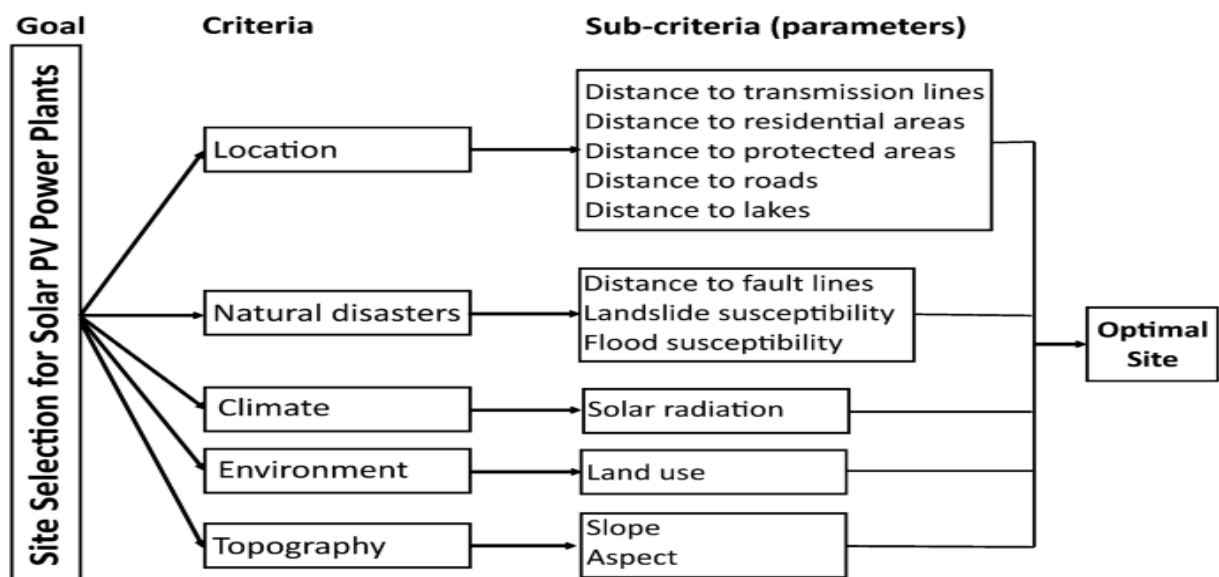 Goal
Criteria
Sub-criteria (parameters)
Site Selection for Solar PV Power Plants
Location
Distance to transmission lines
Distance to residential areas
Distance to protected areas
Distance to roads
Distance to lakes
Natural disasters
Distance to fault lines
Landslide susceptibility
Flood susceptibility
Climate
Solar radiation
Environment
Land use
Topography
Slope
Aspect
Optimal
Site